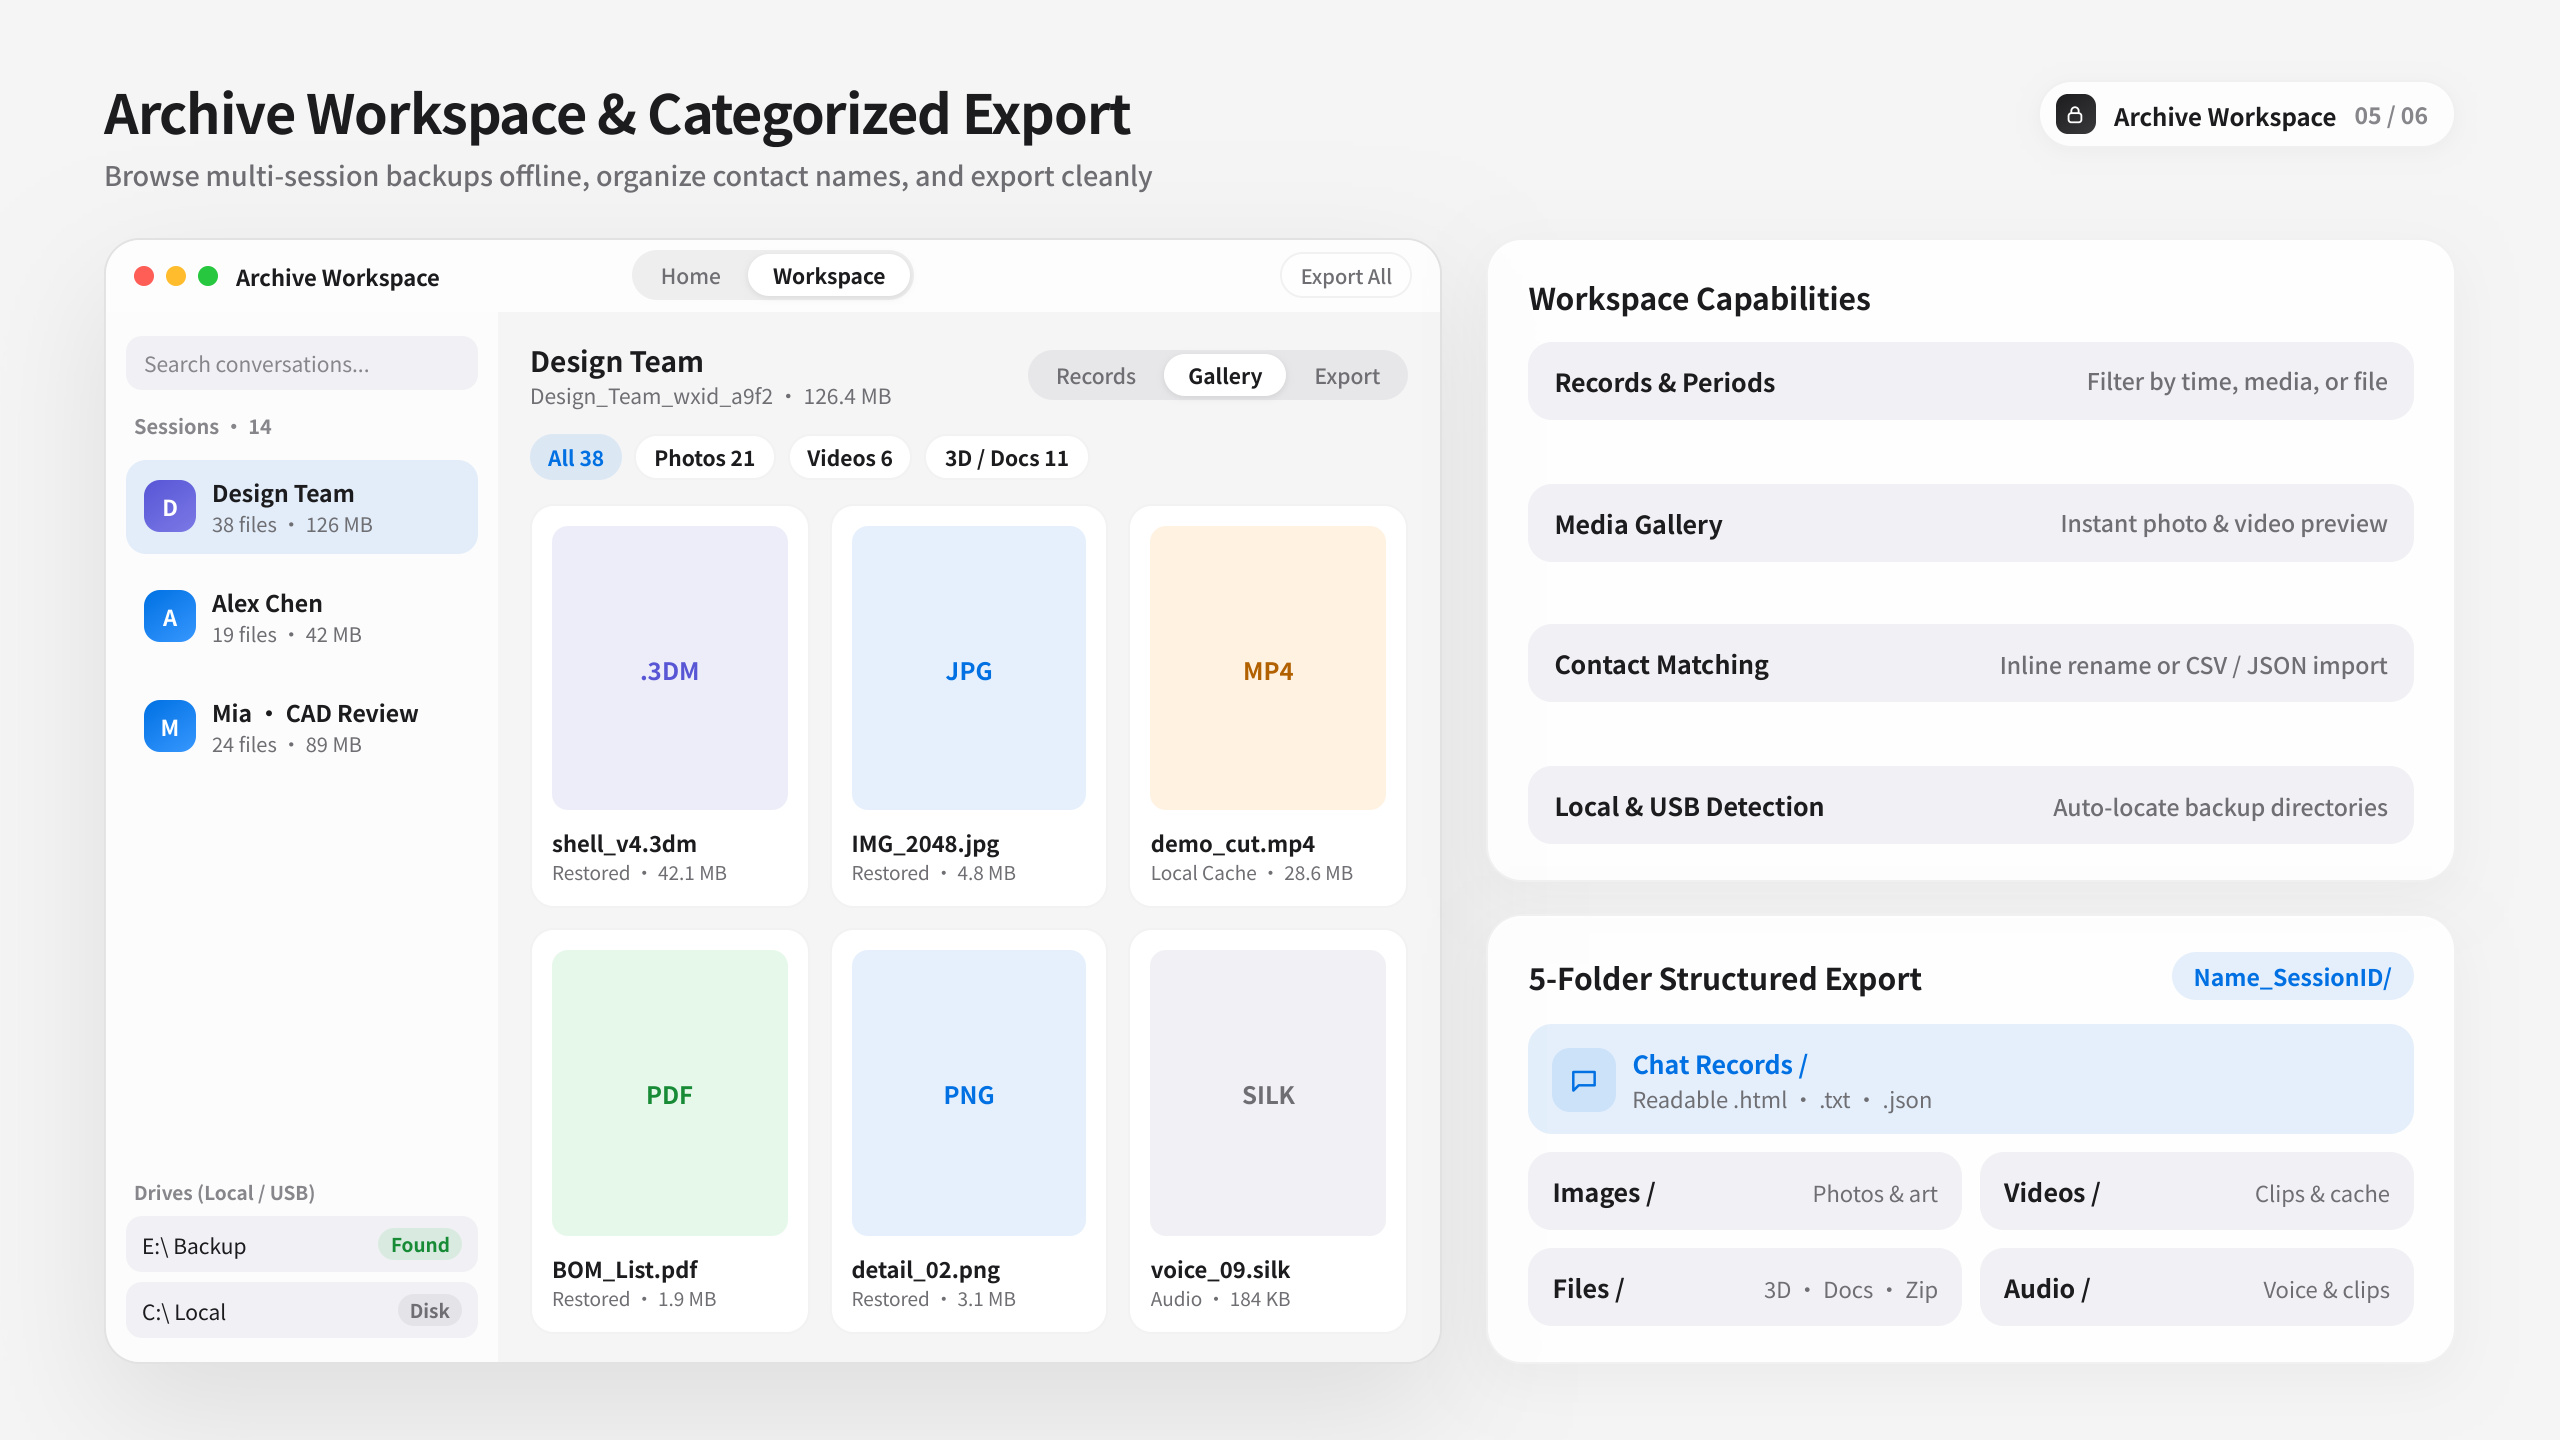 Archive Workspace & Categorized Export
Browse multi-session backups offline, organize contact names, and export cleanly
Archive Workspace 05 / 06
Archive Workspace
Home
Workspace
Export All
Search conversations...
Sessions • 14
D
Design Team
38 files • 126 MB
A
Alex Chen
19 files • 42 MB
M
Mia • CAD Review
24 files • 89 MB
Drives (Local / USB)
E:\ Backup
Found
C:\ Local
Disk
Design Team
Design_Team_wxid_a9f2 • 126.4 MB
Records
Gallery
Export
All 38
Photos 21
Videos 6
3D / Docs 11
.3DM
shell_v4.3dm
Restored • 42.1 MB
JPG
IMG_2048.jpg
Restored • 4.8 MB
MP4
demo_cut.mp4
Local Cache • 28.6 MB
PDF
BOM_List.pdf
Restored • 1.9 MB
PNG
detail_02.png
Restored • 3.1 MB
SILK
voice_09.silk
Audio • 184 KB
Workspace Capabilities
Records & Periods
Filter by time, media, or file
Media Gallery
Instant photo & video preview
Contact Matching
Inline rename or CSV / JSON import
Local & USB Detection
Auto-locate backup directories
5-Folder Structured Export
Name_SessionID/
Chat Records /
Readable .html • .txt • .json
Images /
Photos & art
Videos /
Clips & cache
Files /
3D • Docs • Zip
Audio /
Voice & clips